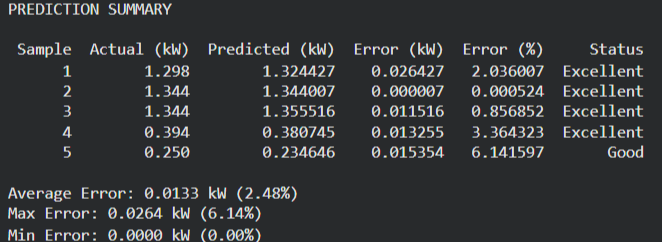 PREDICTION SUMMARY
Sample Actual (kW) Predicted (kW) Error (kW) Error (%) Status
1 1.298 1.324427 0.026427 2.036007 Excellent
2 1.344 1.344007 0.000007 0.000524 Excellent
3 1.344 1.355516 0.011516 0.856852 Excellent
4 0.394 0.380745 0.013255 3.364323 Excellent
5 0.250 0.234646 0.015354 6.141597 Good
Average Error: 0.0133 kW (2.48%)
Max Error: 0.0264 kW (6.14%)
Min Error: 0.0000 kW (0.00%)